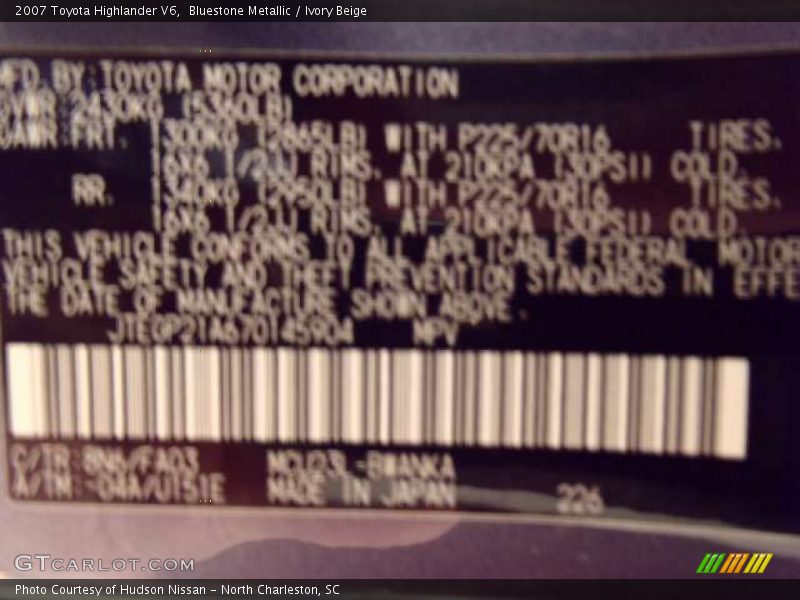 2007 Toyota Highlander V6,  Bluestone Metallic / Ivory Beige
MFD BY:TOYOTA MOTOR CORPORATION
GVWR 2430KG (5360LB)
GAWR FRT. 1300KG (2865LB) WITH P225/70R16 TIRES.
16X6 1/2(J) RIMS. AT 210KPA (30PSI) COLD.
RR. 1340KG (2950LB) WITH P225/70R16 TIRES.
16X6 1/2(J) RIMS. AT 210KPA (30PSI) COLD.
THIS VEHICLE CONFORMS TO ALL APPLICABLE FEDERAL MOTOR
VEHICLE SAFETY AND THEFT PREVENTION STANDARDS IN EFFE
THE DATE OF MANUFACTURE SHOWN ABOVE.
JTEGP21A670145904 MPV
C/TR:8N6/FA03 MCU23L-BWANKA
A/TM:-04A/U151E MADE IN JAPAN 226
GTCARLOT.COM
Photo Courtesy of Hudson Nissan - North Charleston, SC